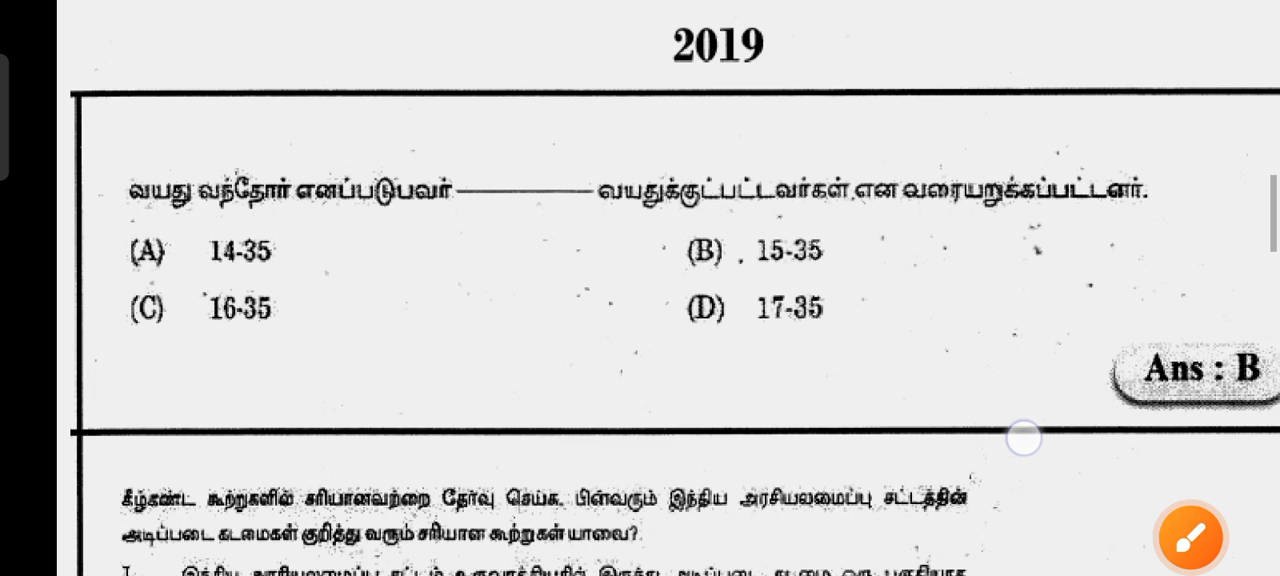 2019
வயது வந்தோர் எனப்படுபவர் ———— வயதுக்குட்பட்டவர்கள் என வரையறுக்கப்பட்டனர்.
(A) 14-35 (B) 15-35
(C) 16-35 (D) 17-35
Ans : B
கீழ்கண்ட கூற்றுகளில் சரியானவற்றை தேர்வு செய்க. பின்வரும் இந்திய அரசியலமைப்பு சட்டத்தின்
அடிப்படை கடமைகள் குறித்து வரும் சரியான கூற்றுகள் யாவை?